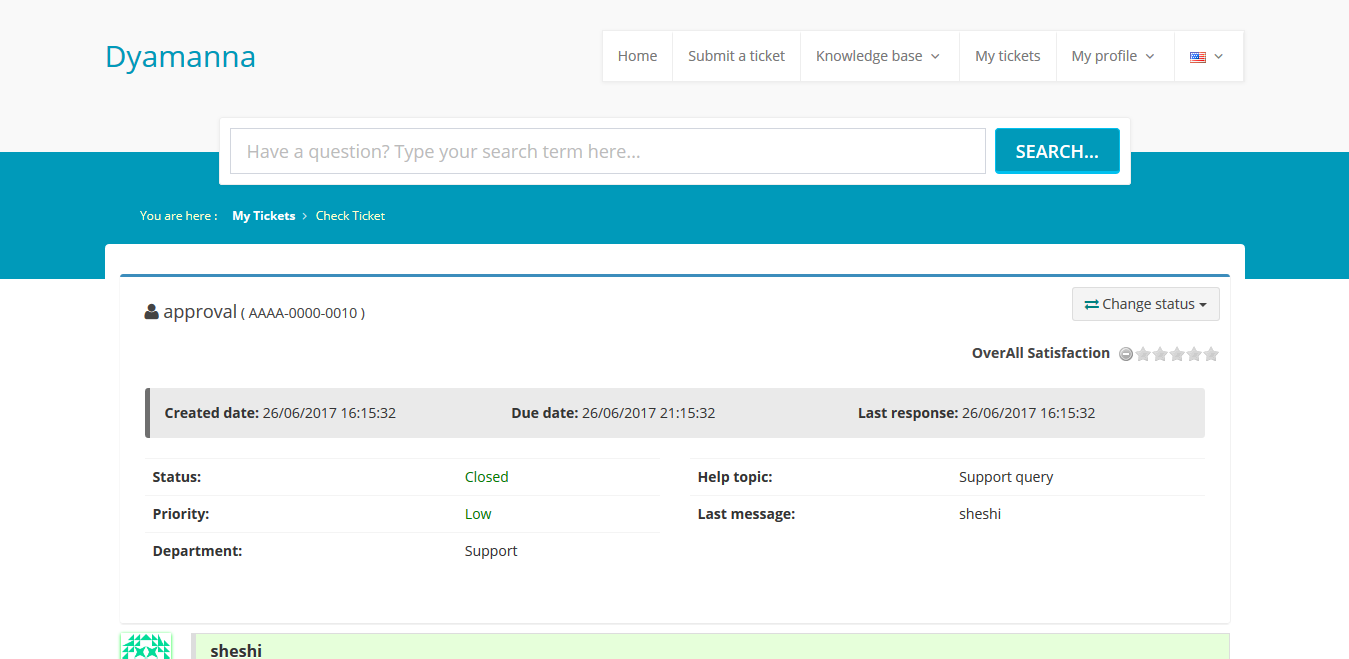 Dyamanna
Home Submit a ticket Knowledge base My tickets My profile
Have a question? Type your search term here... SEARCH...
You are here : My Tickets > Check Ticket
approval ( AAAA-0000-0010 ) Change status
OverAll Satisfaction
Created date: 26/06/2017 16:15:32 Due date: 26/06/2017 21:15:32 Last response: 26/06/2017 16:15:32
Status: Closed Help topic: Support query
Priority: Low Last message: sheshi
Department: Support
sheshi